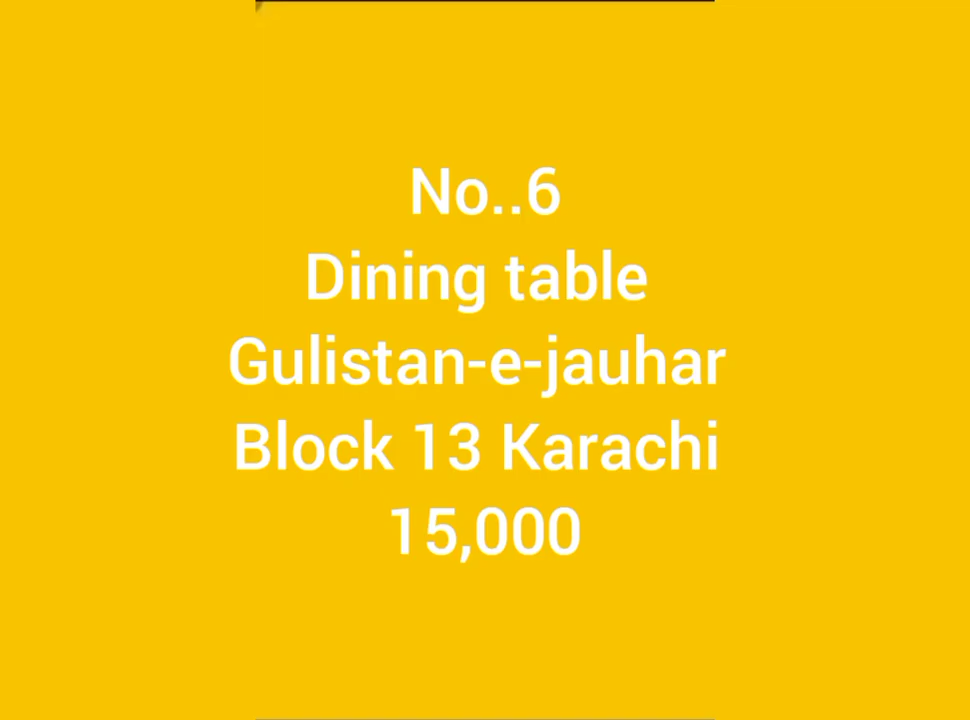 No..6
Dining table
Gulistan-e-jauhar
Block 13 Karachi
15,000